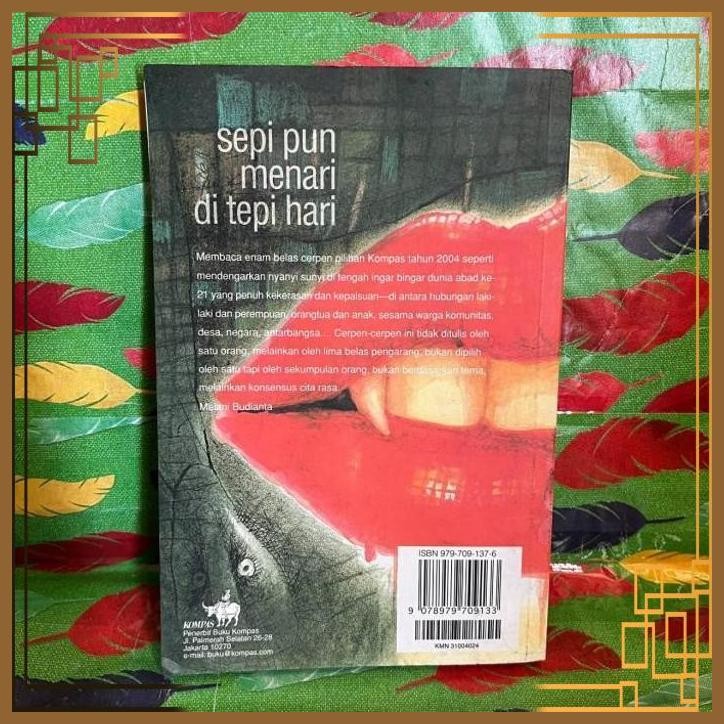 sepi pun
menari
di tepi hari
Membaca enam belas cerpen pilihan Kompas tahun 2004 seperti
mendengarkan nyanyi sunyi di tengah ingar bingar dunia abad ke-
21 yang penuh kekerasan dan kepalsuan—di antara hubungan laki-
laki dan perempuan, orangtua dan anak, sesama warga komunitas,
desa, negara, antarbangsa.... Cerpen-cerpen ini tidak ditulis oleh
satu orang, melainkan oleh lima belas pengarang, bukan dipilih
oleh satu tapi oleh sekumpulan orang, bukan berdasarkan tema,
melainkan konsensus cita rasa.
Melani Budianta
ISBN 979-709-137-6
9 078979 709133
KMN 31004024
KOMPAS
Penerbit Buku Kompas
Jl. Palmerah Selatan 26-28
Jakarta 10270
e-mail: buku@kompas.com